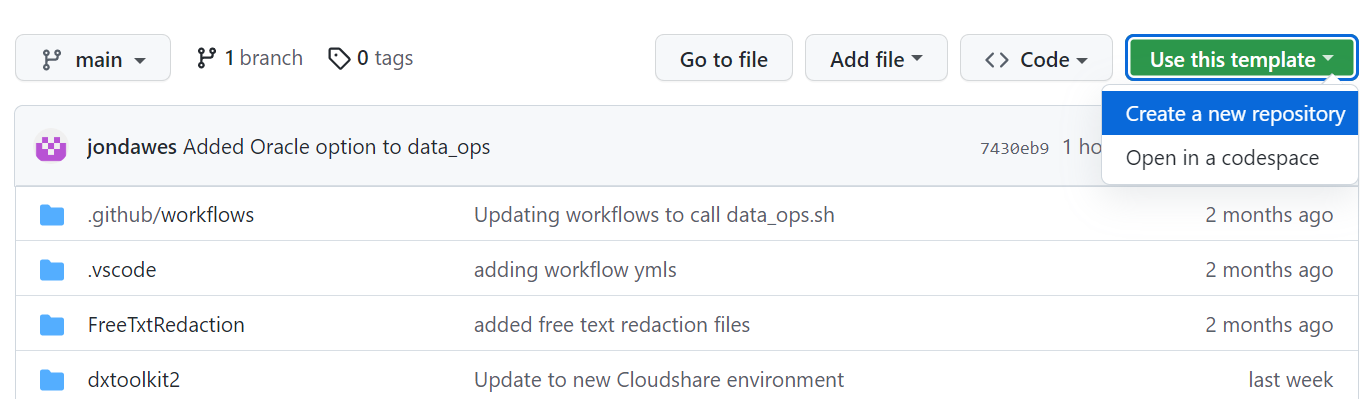 main 1 branch 0 tags Go to file Add file <> Code Use this template
Create a new repository
jondawes Added Oracle option to data_ops 7430eb9 1 ho
Open in a codespace
.github/workflows Updating workflows to call data_ops.sh 2 months ago
.vscode adding workflow ymls 2 months ago
FreeTxtRedaction added free text redaction files 2 months ago
dxtoolkit2 Update to new Cloudshare environment last week